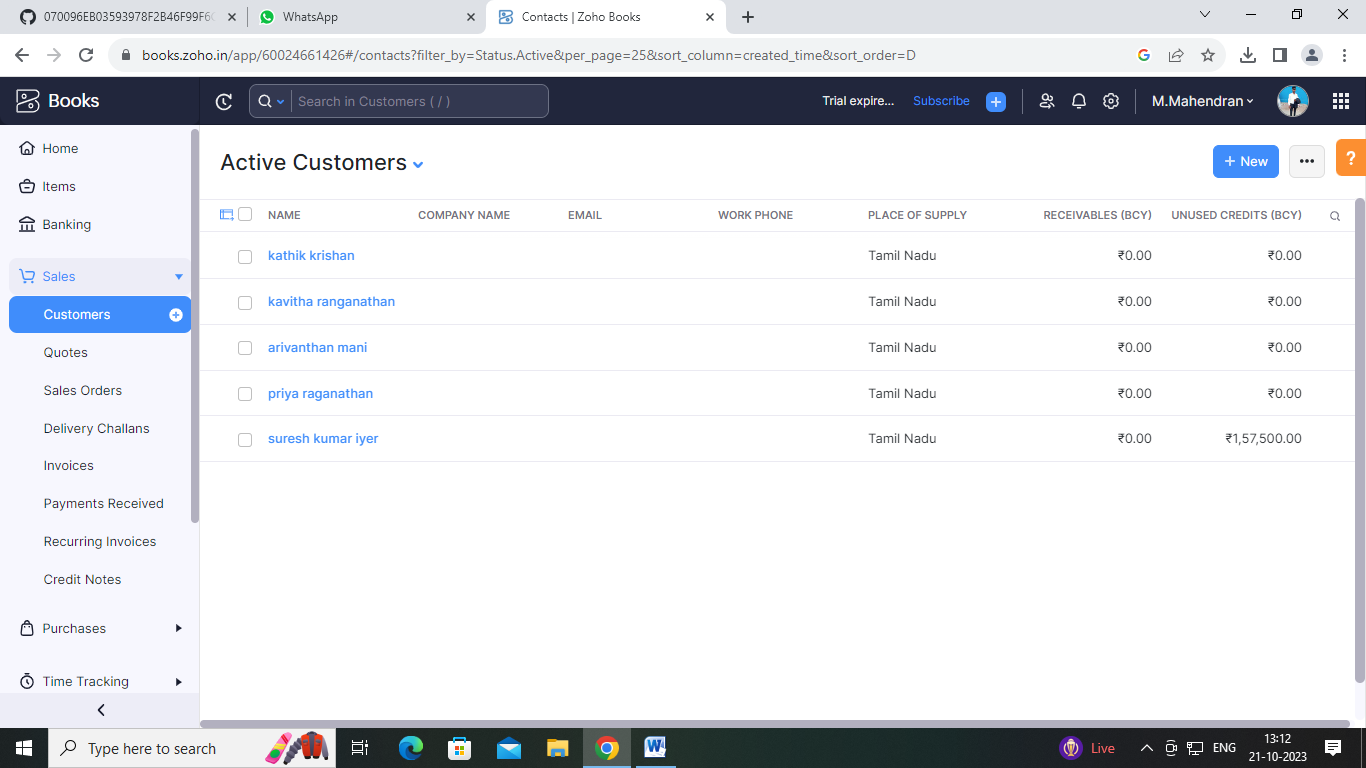 070096EB03593978F2B46F99F6
WhatsApp
Contacts | Zoho Books
books.zoho.in/app/60024661426#/contacts?filter_by=Status.Active&per_page=25&sort_column=created_time&sort_order=D
Books
Search in Customers ( / )
Trial expire...
Subscribe
M.Mahendran
Home
Items
Banking
Sales
Customers
Quotes
Sales Orders
Delivery Challans
Invoices
Payments Received
Recurring Invoices
Credit Notes
Purchases
Time Tracking
Active Customers
+ New
?
NAME COMPANY NAME EMAIL WORK PHONE PLACE OF SUPPLY RECEIVABLES (BCY) UNUSED CREDITS (BCY)
kathik krishan Tamil Nadu ₹0.00 ₹0.00
kavitha ranganathan Tamil Nadu ₹0.00 ₹0.00
arivanthan mani Tamil Nadu ₹0.00 ₹0.00
priya raganathan Tamil Nadu ₹0.00 ₹0.00
suresh kumar iyer Tamil Nadu ₹0.00 ₹1,57,500.00
Type here to search
Live
ENG
13:12
21-10-2023